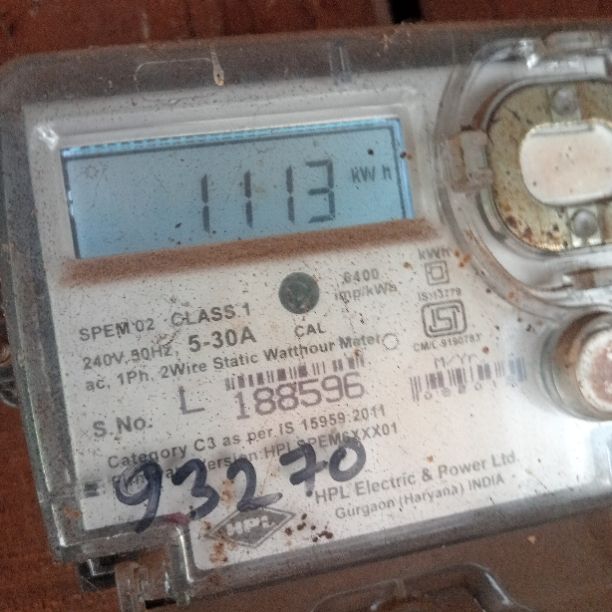 1113 kWh
6400
imp/kWh
kWh
IS:13779
SPEM 02 CLASS 1
CAL
240V, 50Hz, 5-30A
ac. 1Ph. 2Wire Static Watthour Meter
M/Yr.
S.No: L 188596
Category C3 as per IS 15959:2011
93270
HPL Electric & Power Ltd.
Gurgaon (Haryana) INDIA
HPL